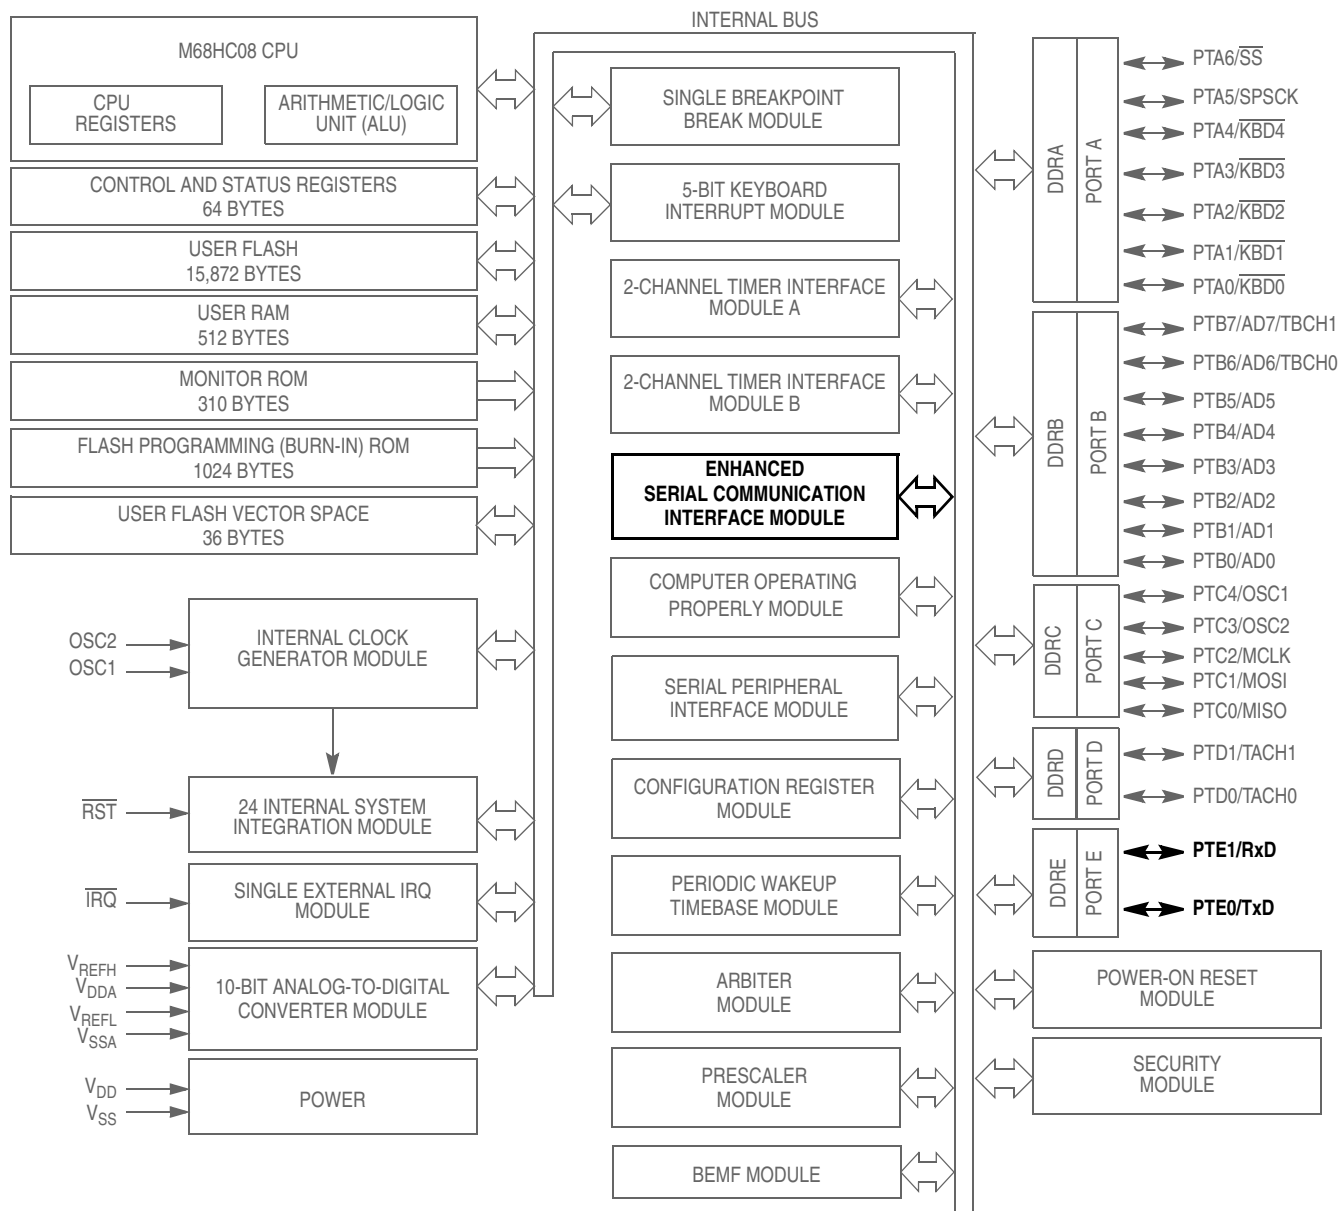 INTERNAL BUS
M68HC08 CPU
CPU
REGISTERS
ARITHMETIC/LOGIC
UNIT (ALU)
CONTROL AND STATUS REGISTERS
64 BYTES
USER FLASH
15,872 BYTES
USER RAM
512 BYTES
MONITOR ROM
310 BYTES
FLASH PROGRAMMING (BURN-IN) ROM
1024 BYTES
USER FLASH VECTOR SPACE
36 BYTES
OSC2
OSC1
INTERNAL CLOCK
GENERATOR MODULE
RST
24 INTERNAL SYSTEM
INTEGRATION MODULE
IRQ
SINGLE EXTERNAL IRQ
MODULE
VREFH
VDDA
VREFL
VSSA
10-BIT ANALOG-TO-DIGITAL
CONVERTER MODULE
VDD
VSS
POWER
SINGLE BREAKPOINT
BREAK MODULE
5-BIT KEYBOARD
INTERRUPT MODULE
2-CHANNEL TIMER INTERFACE
MODULE A
2-CHANNEL TIMER INTERFACE
MODULE B
ENHANCED
SERIAL COMMUNICATION
INTERFACE MODULE
COMPUTER OPERATING
PROPERLY MODULE
SERIAL PERIPHERAL
INTERFACE MODULE
CONFIGURATION REGISTER
MODULE
PERIODIC WAKEUP
TIMEBASE MODULE
ARBITER
MODULE
PRESCALER
MODULE
BEMF MODULE
DDRA
PORT A
PTA6/SS
PTA5/SPSCK
PTA4/KBD4
PTA3/KBD3
PTA2/KBD2
PTA1/KBD1
PTA0/KBD0
DDRB
PORT B
PTB7/AD7/TBCH1
PTB6/AD6/TBCH0
PTB5/AD5
PTB4/AD4
PTB3/AD3
PTB2/AD2
PTB1/AD1
PTB0/AD0
DDRC
PORT C
PTC4/OSC1
PTC3/OSC2
PTC2/MCLK
PTC1/MOSI
PTC0/MISO
DDRD
PORT D
PTD1/TACH1
PTD0/TACH0
DDRE
PORT E
PTE1/RxD
PTE0/TxD
POWER-ON RESET
MODULE
SECURITY
MODULE